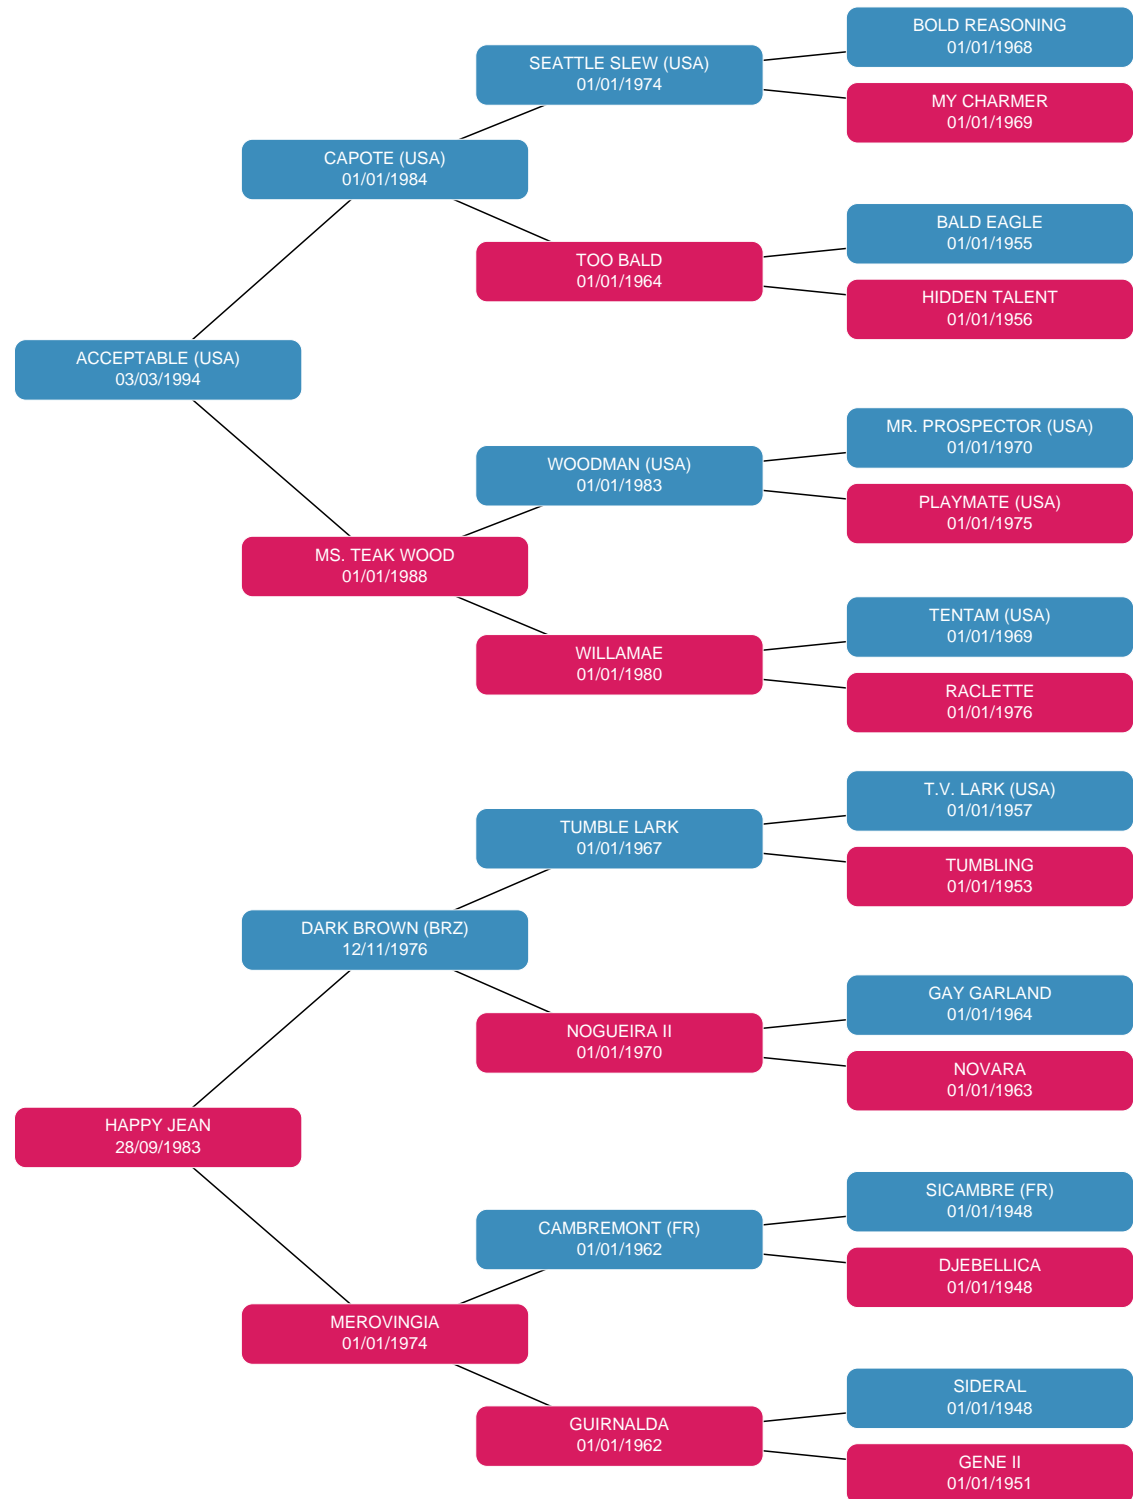 BOLD REASONING
01/01/1968
SEATTLE SLEW (USA)
01/01/1974
MY CHARMER
01/01/1969
CAPOTE (USA)
01/01/1984
BALD EAGLE
01/01/1955
TOO BALD
01/01/1964
HIDDEN TALENT
01/01/1956
ACCEPTABLE (USA)
03/03/1994
MR. PROSPECTOR (USA)
01/01/1970
WOODMAN (USA)
01/01/1983
PLAYMATE (USA)
01/01/1975
MS. TEAK WOOD
01/01/1988
TENTAM (USA)
01/01/1969
WILLAMAE
01/01/1980
RACLETTE
01/01/1976
T.V. LARK (USA)
01/01/1957
TUMBLE LARK
01/01/1967
TUMBLING
01/01/1953
DARK BROWN (BRZ)
12/11/1976
GAY GARLAND
01/01/1964
NOGUEIRA II
01/01/1970
NOVARA
01/01/1963
HAPPY JEAN
28/09/1983
SICAMBRE (FR)
01/01/1948
CAMBREMONT (FR)
01/01/1962
DJEBELLICA
01/01/1948
MEROVINGIA
01/01/1974
SIDERAL
01/01/1948
GUIRNALDA
01/01/1962
GENE II
01/01/1951